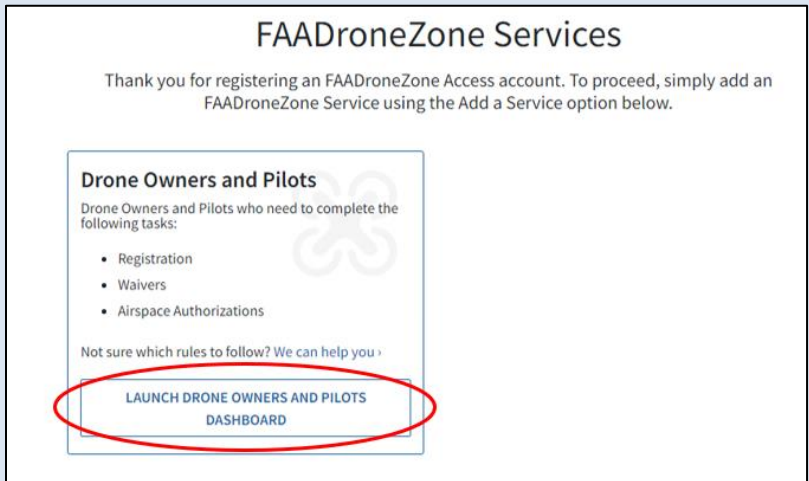 FAADroneZone Services
Thank you for registering an FAADroneZone Access account. To proceed, simply add an
FAADroneZone Service using the Add a Service option below.
Drone Owners and Pilots
Drone Owners and Pilots who need to complete the
following tasks:
• Registration
• Waivers
• Airspace Authorizations
Not sure which rules to follow? We can help you ›
LAUNCH DRONE OWNERS AND PILOTS
DASHBOARD